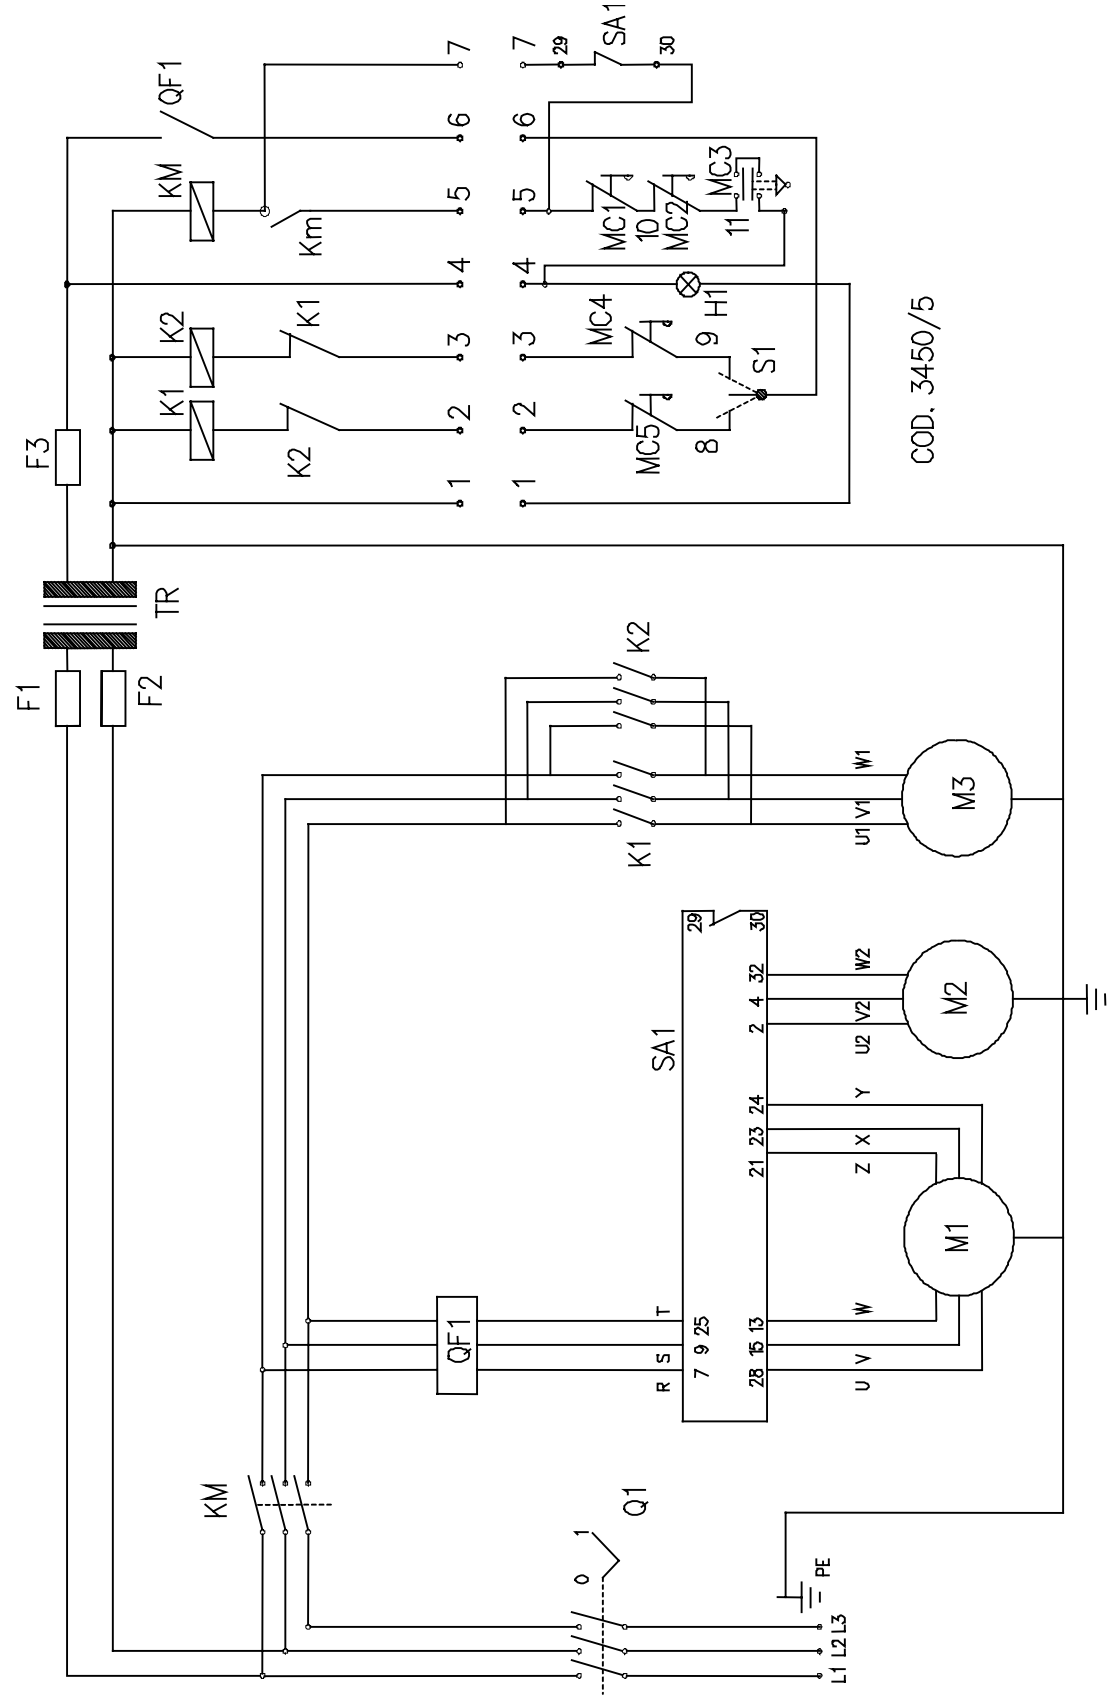 F1
F2
TR
F3
K1
K2
KM
QF1
K2
K1
Km
1
2
3
4
5
6
7
1
2
3
4
5
6
7
29
SA1
30
MC5
8
MC4
9
S1
H1
MC1
10
MC2
11
MC3
COD. 3450/5
K2
K1
W1
V1
U1
M3
SA1
29
30
32
4
2
24
23
21
W2
V2
U2
M2
Y
X
Z
M1
QF1
T
S
R
25
9
7
13
15
28
W
V
U
KM
Q1
0
1
PE
L1
L2
L3